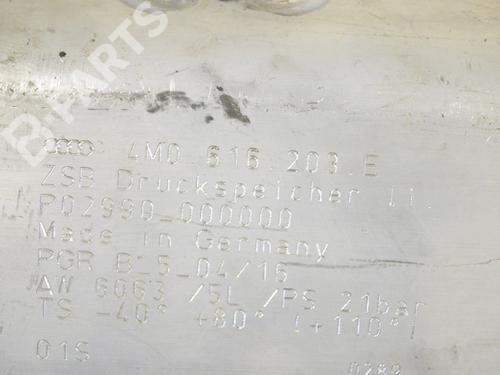 B-PARTS
4M0 616 203 E
ZSB Druckspeicher II.
P02990_000000
Made in Germany
PGR B_5_04/16
AW 6063 /5L /PS 21bar
TS -40° +80° (+110°)
01S
0289